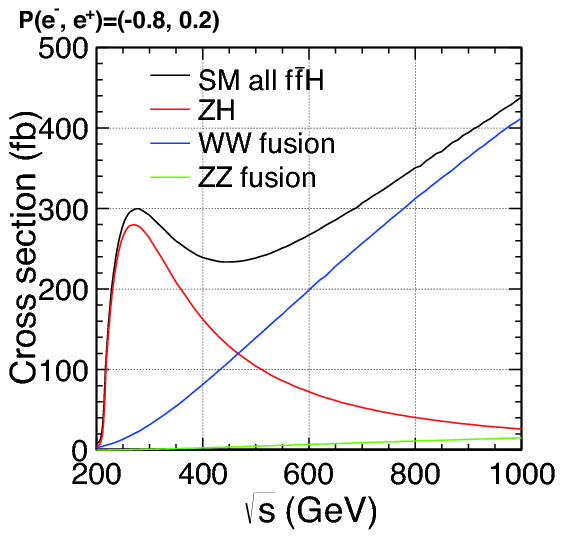 P(e⁻, e⁺)=(-0.8, 0.2)
500
400
300
200
100
0
Cross section (fb)
SM all ff̄H
ZH
WW fusion
ZZ fusion
200 400 600 800 1000
√s (GeV)